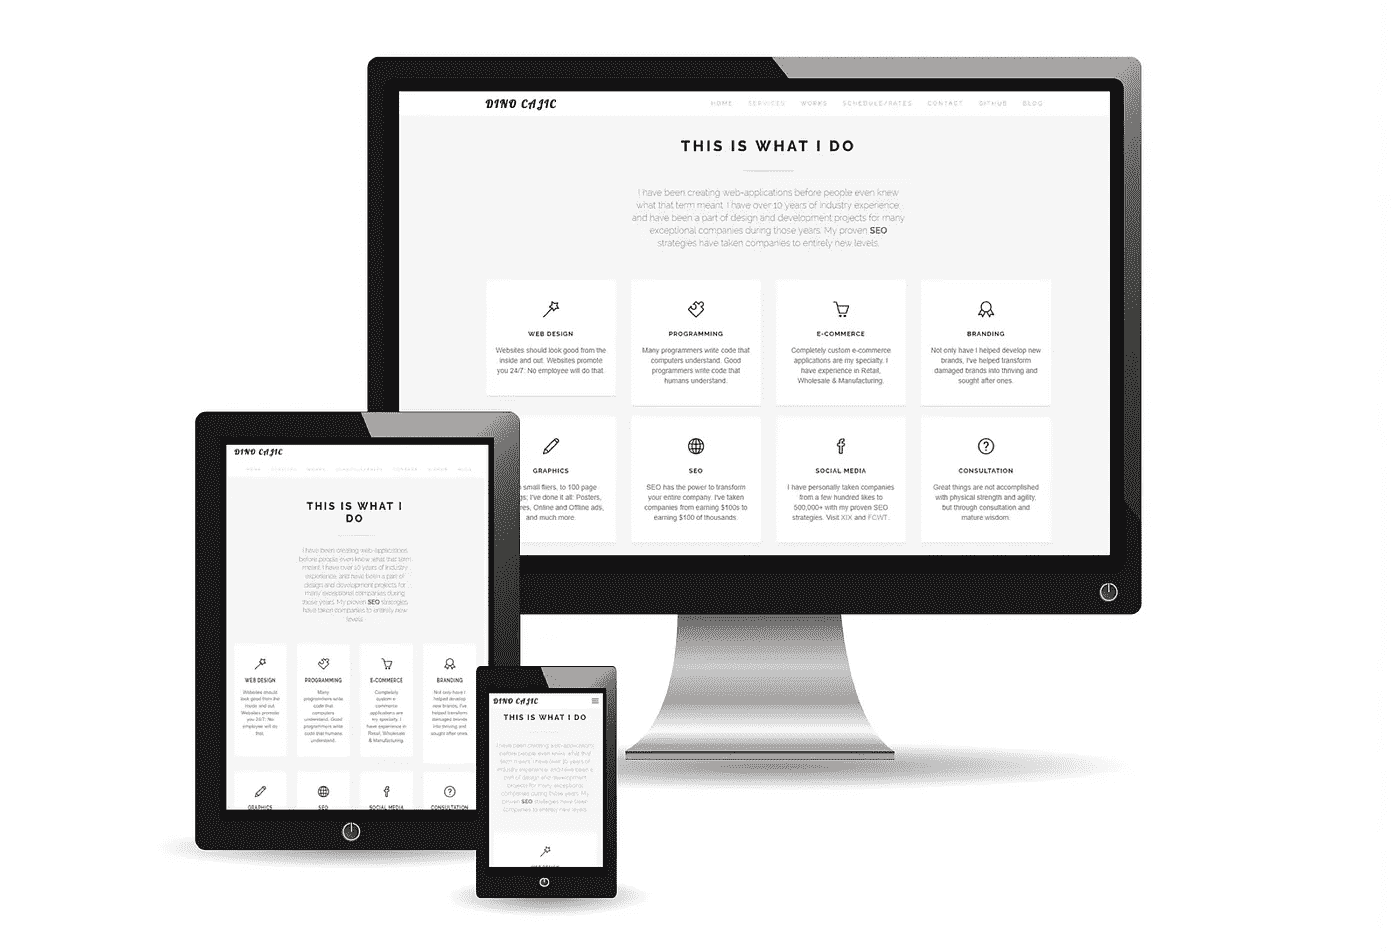 DINO CAJIC
HOME SERVICES WORKS SCHEDULE/RATES CONTACT GITHUB BLOG
THIS IS WHAT I DO
I have been creating web-applications before people even knew
what that term meant. I have over 10 years of industry experience,
and have been a part of design and development projects for many
exceptional companies during those years. My proven SEO
strategies have taken companies to entirely new levels.
WEB DESIGN
Websites should look good from the
inside and out. Websites promote
you 24/7: No employee will do that.
PROGRAMMING
Many programmers write code that
computers understand. Good
programmers write code that
humans understand.
E-COMMERCE
Completely custom e-commerce
applications are my specialty. I
have experience in Retail,
Wholesale & Manufacturing.
BRANDING
Not only have I helped develop new
brands, I've helped transform
damaged brands into thriving and
sought after ones.
GRAPHICS
small fliers, to 100 page
I've done it all: Posters,
Online and Offline ads,
and much more.
SEO
SEO has the power to transform
your entire company. I've taken
companies from earning $100s to
earning $100 of thousands.
SOCIAL MEDIA
I have personally taken companies
from a few hundred likes to
500,000+ with my proven SEO
strategies. Visit XIX and FCWT.
CONSULTATION
Great things are not accomplished
with physical strength and agility,
but through consultation and
mature wisdom.
DINO CAJIC
HOME SERVICES WORKS SCHEDULE/RATES CONTACT GITHUB BLOG
THIS IS WHAT I
DO
I have been creating web-applications
before people even knew what that term
meant. I have over 10 years of industry
experience, and have been a part of
design and development projects for
many exceptional companies during
those years. My proven SEO strategies
have taken companies to entirely new
levels.
WEB DESIGN
Websites should
look good from the
inside and out.
Websites promote
you 24/7: No
employee will do
that.
PROGRAMMING
Many
programmers write
code that
computers
understand. Good
programmers write
code that humans
understand.
E-COMMERCE
Completely
custom e-
commerce
applications are
my specialty. I
have experience in
Retail, Wholesale
& Manufacturing.
BRANDING
Not only have I
helped develop
new brands, I've
helped transform
damaged brands
into thriving and
sought after ones.
GRAPHICS
SEO
SOCIAL MEDIA
CONSULTATION
DINO CAJIC
THIS IS WHAT I DO
I have been creating web-applications
before people even knew what that
term meant. I have over 10 years of
industry experience, and have been a
part of design and development
projects for many exceptional
companies during those years. My
proven SEO strategies have taken
companies to entirely new levels.